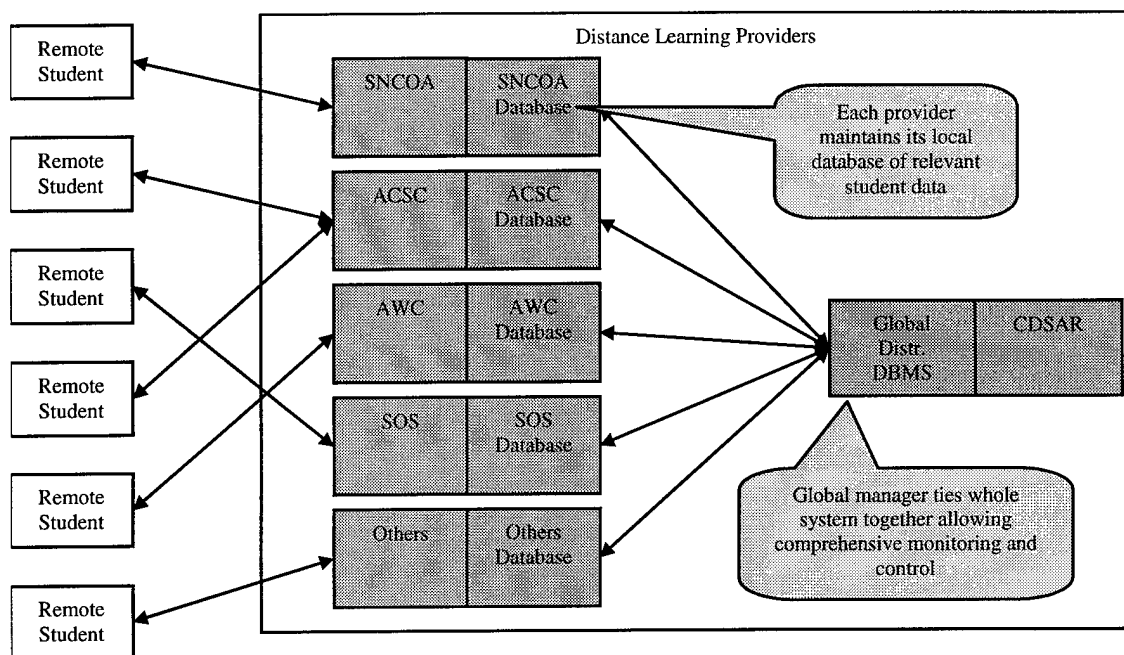 Distance Learning Providers
Remote
Student
Remote
Student
Remote
Student
Remote
Student
Remote
Student
Remote
Student
SNCOA
SNCOA
Database
ACSC
ACSC
Database
AWC
AWC
Database
SOS
SOS
Database
Others
Others
Database
Each provider
maintains its local
database of relevant
student data
Global
Distr.
DBMS
CDSAR
Global manager ties whole
system together allowing
comprehensive monitoring and
control